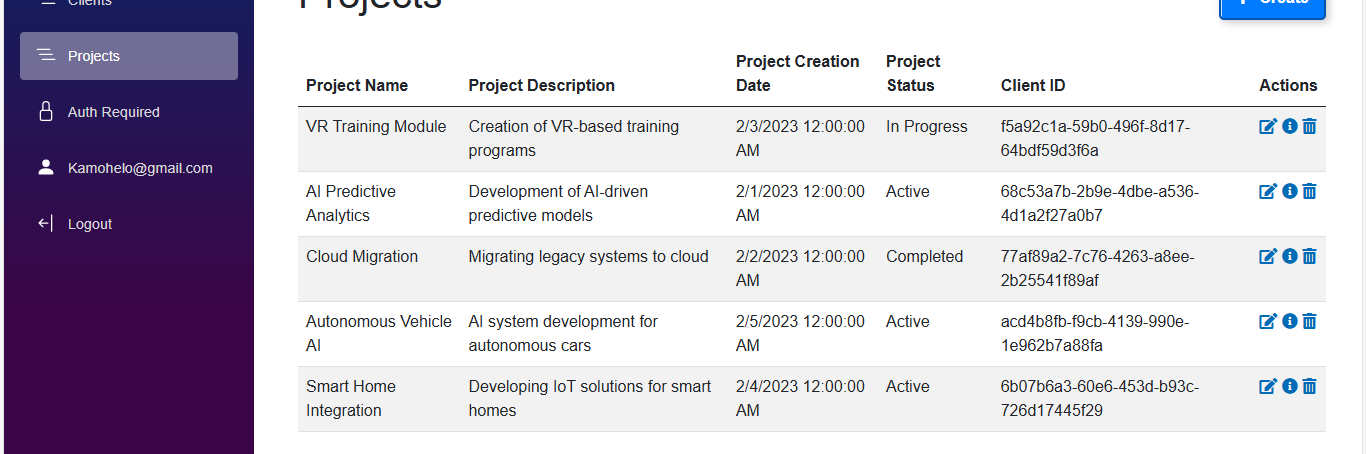 Clients
Projects
Auth Required
Kamohelo@gmail.com
Logout
Projects
Create
Project Name Project Description Project Creation Date Project Status Client ID Actions
VR Training Module Creation of VR-based training programs 2/3/2023 12:00:00 AM In Progress f5a92c1a-59b0-496f-8d17-64bdf59d3f6a
AI Predictive Analytics Development of AI-driven predictive models 2/1/2023 12:00:00 AM Active 68c53a7b-2b9e-4dbe-a536-4d1a2f27a0b7
Cloud Migration Migrating legacy systems to cloud 2/2/2023 12:00:00 AM Completed 77af89a2-7c76-4263-a8ee-2b25541f89af
Autonomous Vehicle AI AI system development for autonomous cars 2/5/2023 12:00:00 AM Active acd4b8fb-f9cb-4139-990e-1e962b7a88fa
Smart Home Integration Developing IoT solutions for smart homes 2/4/2023 12:00:00 AM Active 6b07b6a3-60e6-453d-b93c-726d17445f29